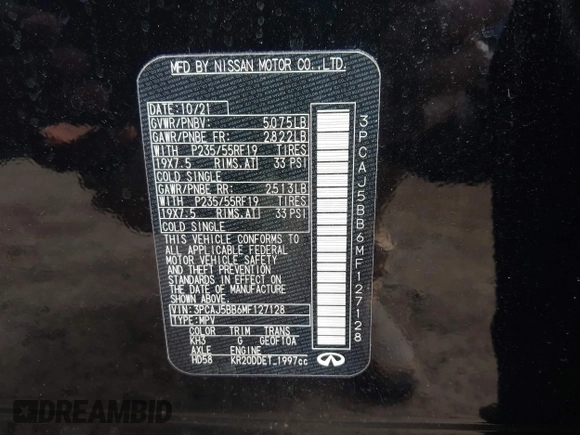 MFD BY NISSAN MOTOR CO.,LTD.
DATE:10/21
GVWR/PNBV: 5075LB
GAWR/PNBE FR: 2822LB
WITH P235/55RF19 TIRES
19X7.5 RIMS.AT 33 PSI
COLD SINGLE
GAWR/PNBE RR: 2513LB
WITH P235/55RF19 TIRES
19X7.5 RIMS.AT 33 PSI
COLD SINGLE
THIS VEHICLE CONFORMS TO
ALL APPLICABLE FEDERAL
MOTOR VEHICLE SAFETY
AND THEFT PREVENTION
STANDARDS IN EFFECT ON
THE DATE OF MANUFACTURE
SHOWN ABOVE.
VIN:3PCAJ5BB6MF127128
TYPE:MPV
COLOR TRIM TRANS
KH3 G GE0F10A
AXLE ENGINE
HD58 KR20DDET 1997cc
3PCAJ5BB6MF127128
DREAMBID